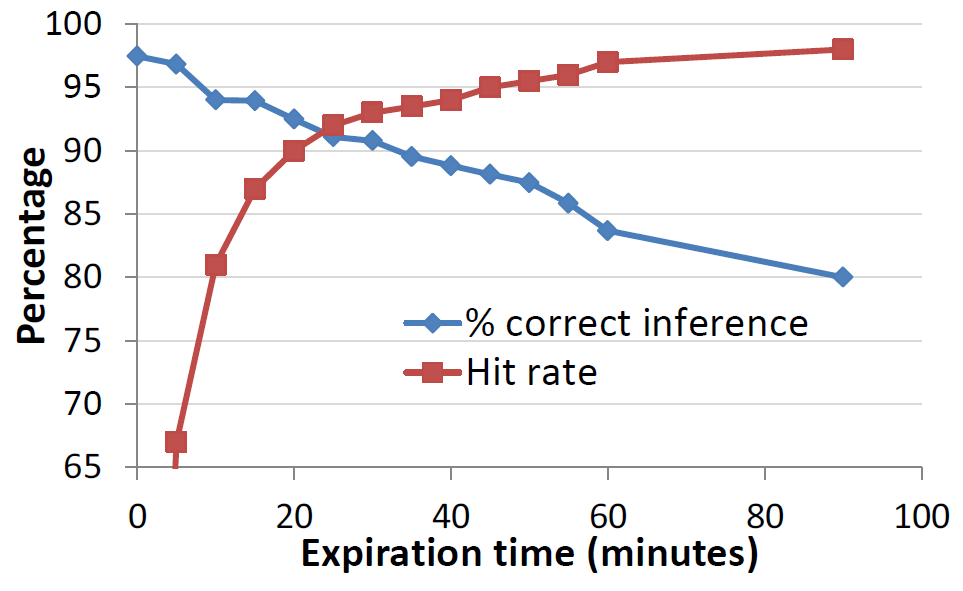 100
95
90
85
80
75
70
65
Percentage
% correct inference
Hit rate
0 20 40 60 80 100
Expiration time (minutes)